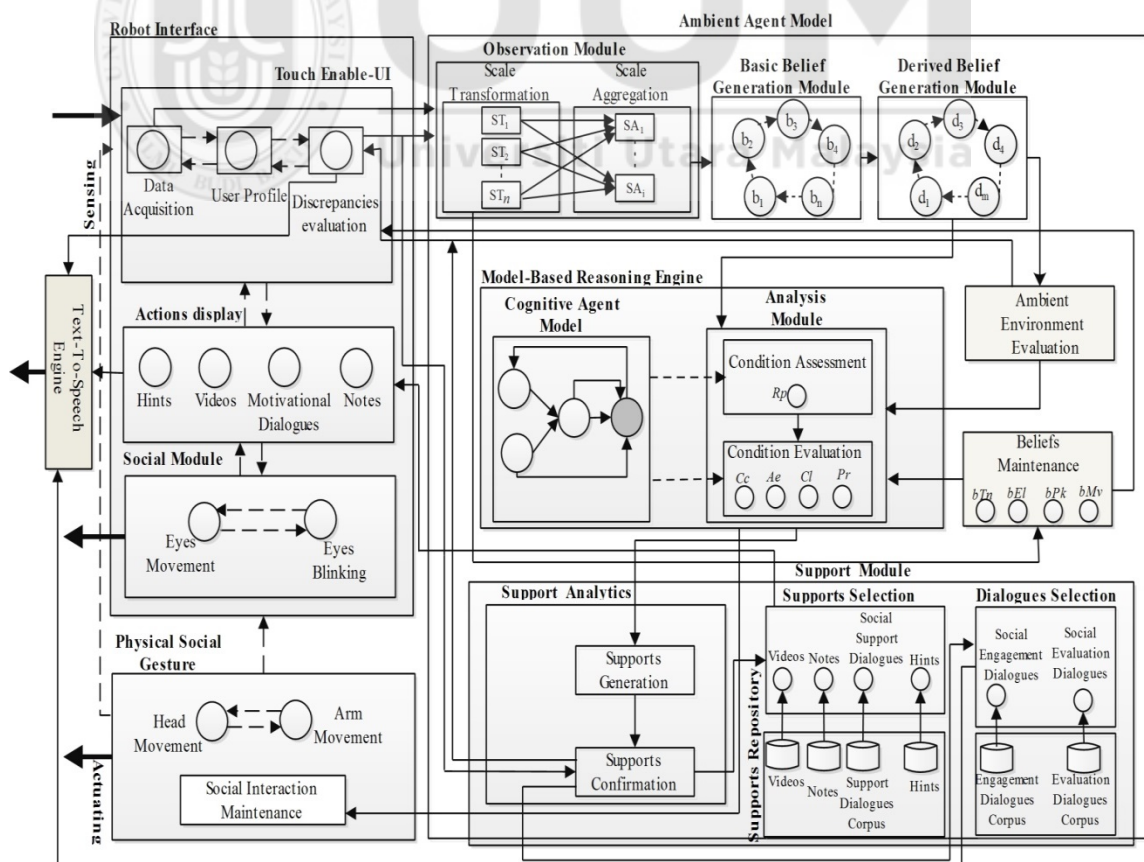 Ambient Agent Model
Robot Interface
Observation Module
Touch Enable-UI
Scale
Transformation
Scale
Aggregation
Basic Belief
Generation Module
Derived Belief
Generation Module
ST1
ST2
STn
SA1
SAi
b1
b2
b3
b4
bn
d1
d2
d3
d4
dm
Universiti Utara Malaysia
Data
Acquisition
User Profile
Discrepancies
evaluation
Sensing
Text-To-Speech
Engine
Actions display
Hints
Videos
Motivational
Dialogues
Notes
Social Module
Eyes
Movement
Eyes
Blinking
Physical Social
Gesture
Head
Movement
Arm
Movement
Social Interaction
Maintenance
Actuating
Model-Based Reasoning Engine
Cognitive Agent
Model
Analysis
Module
Condition Assessment
Rp
Condition Evaluation
Cc Ae Cl Pr
Ambient
Environment
Evaluation
Beliefs
Maintenance
bTn bEl bPk bMv
Support Module
Support Analytics
Supports
Generation
Supports
Confirmation
Supports Selection
Videos
Notes
Social
Support
Dialogues
Hints
Supports Repository
Videos
Notes
Support
Dialogues
Corpus
Hints
Dialogues Selection
Social
Engagement
Dialogues
Social
Evaluation
Dialogues
Engagement
Dialogues
Corpus
Evaluation
Dialogues
Corpus